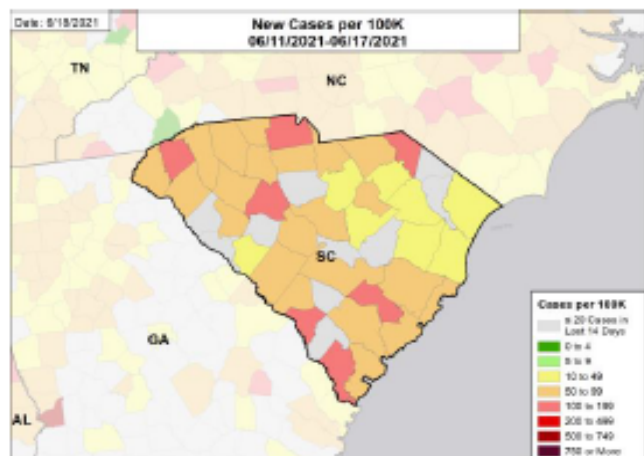 Date: 6/18/2021
New Cases per 100K
06/11/2021-06/17/2021
TN
NC
SC
GA
AL
Cases per 100K
≤ 20 Cases in
Last 14 Days
0 to 4
5 to 9
10 to 49
50 to 99
100 to 199
200 to 499
500 to 749
750 or More